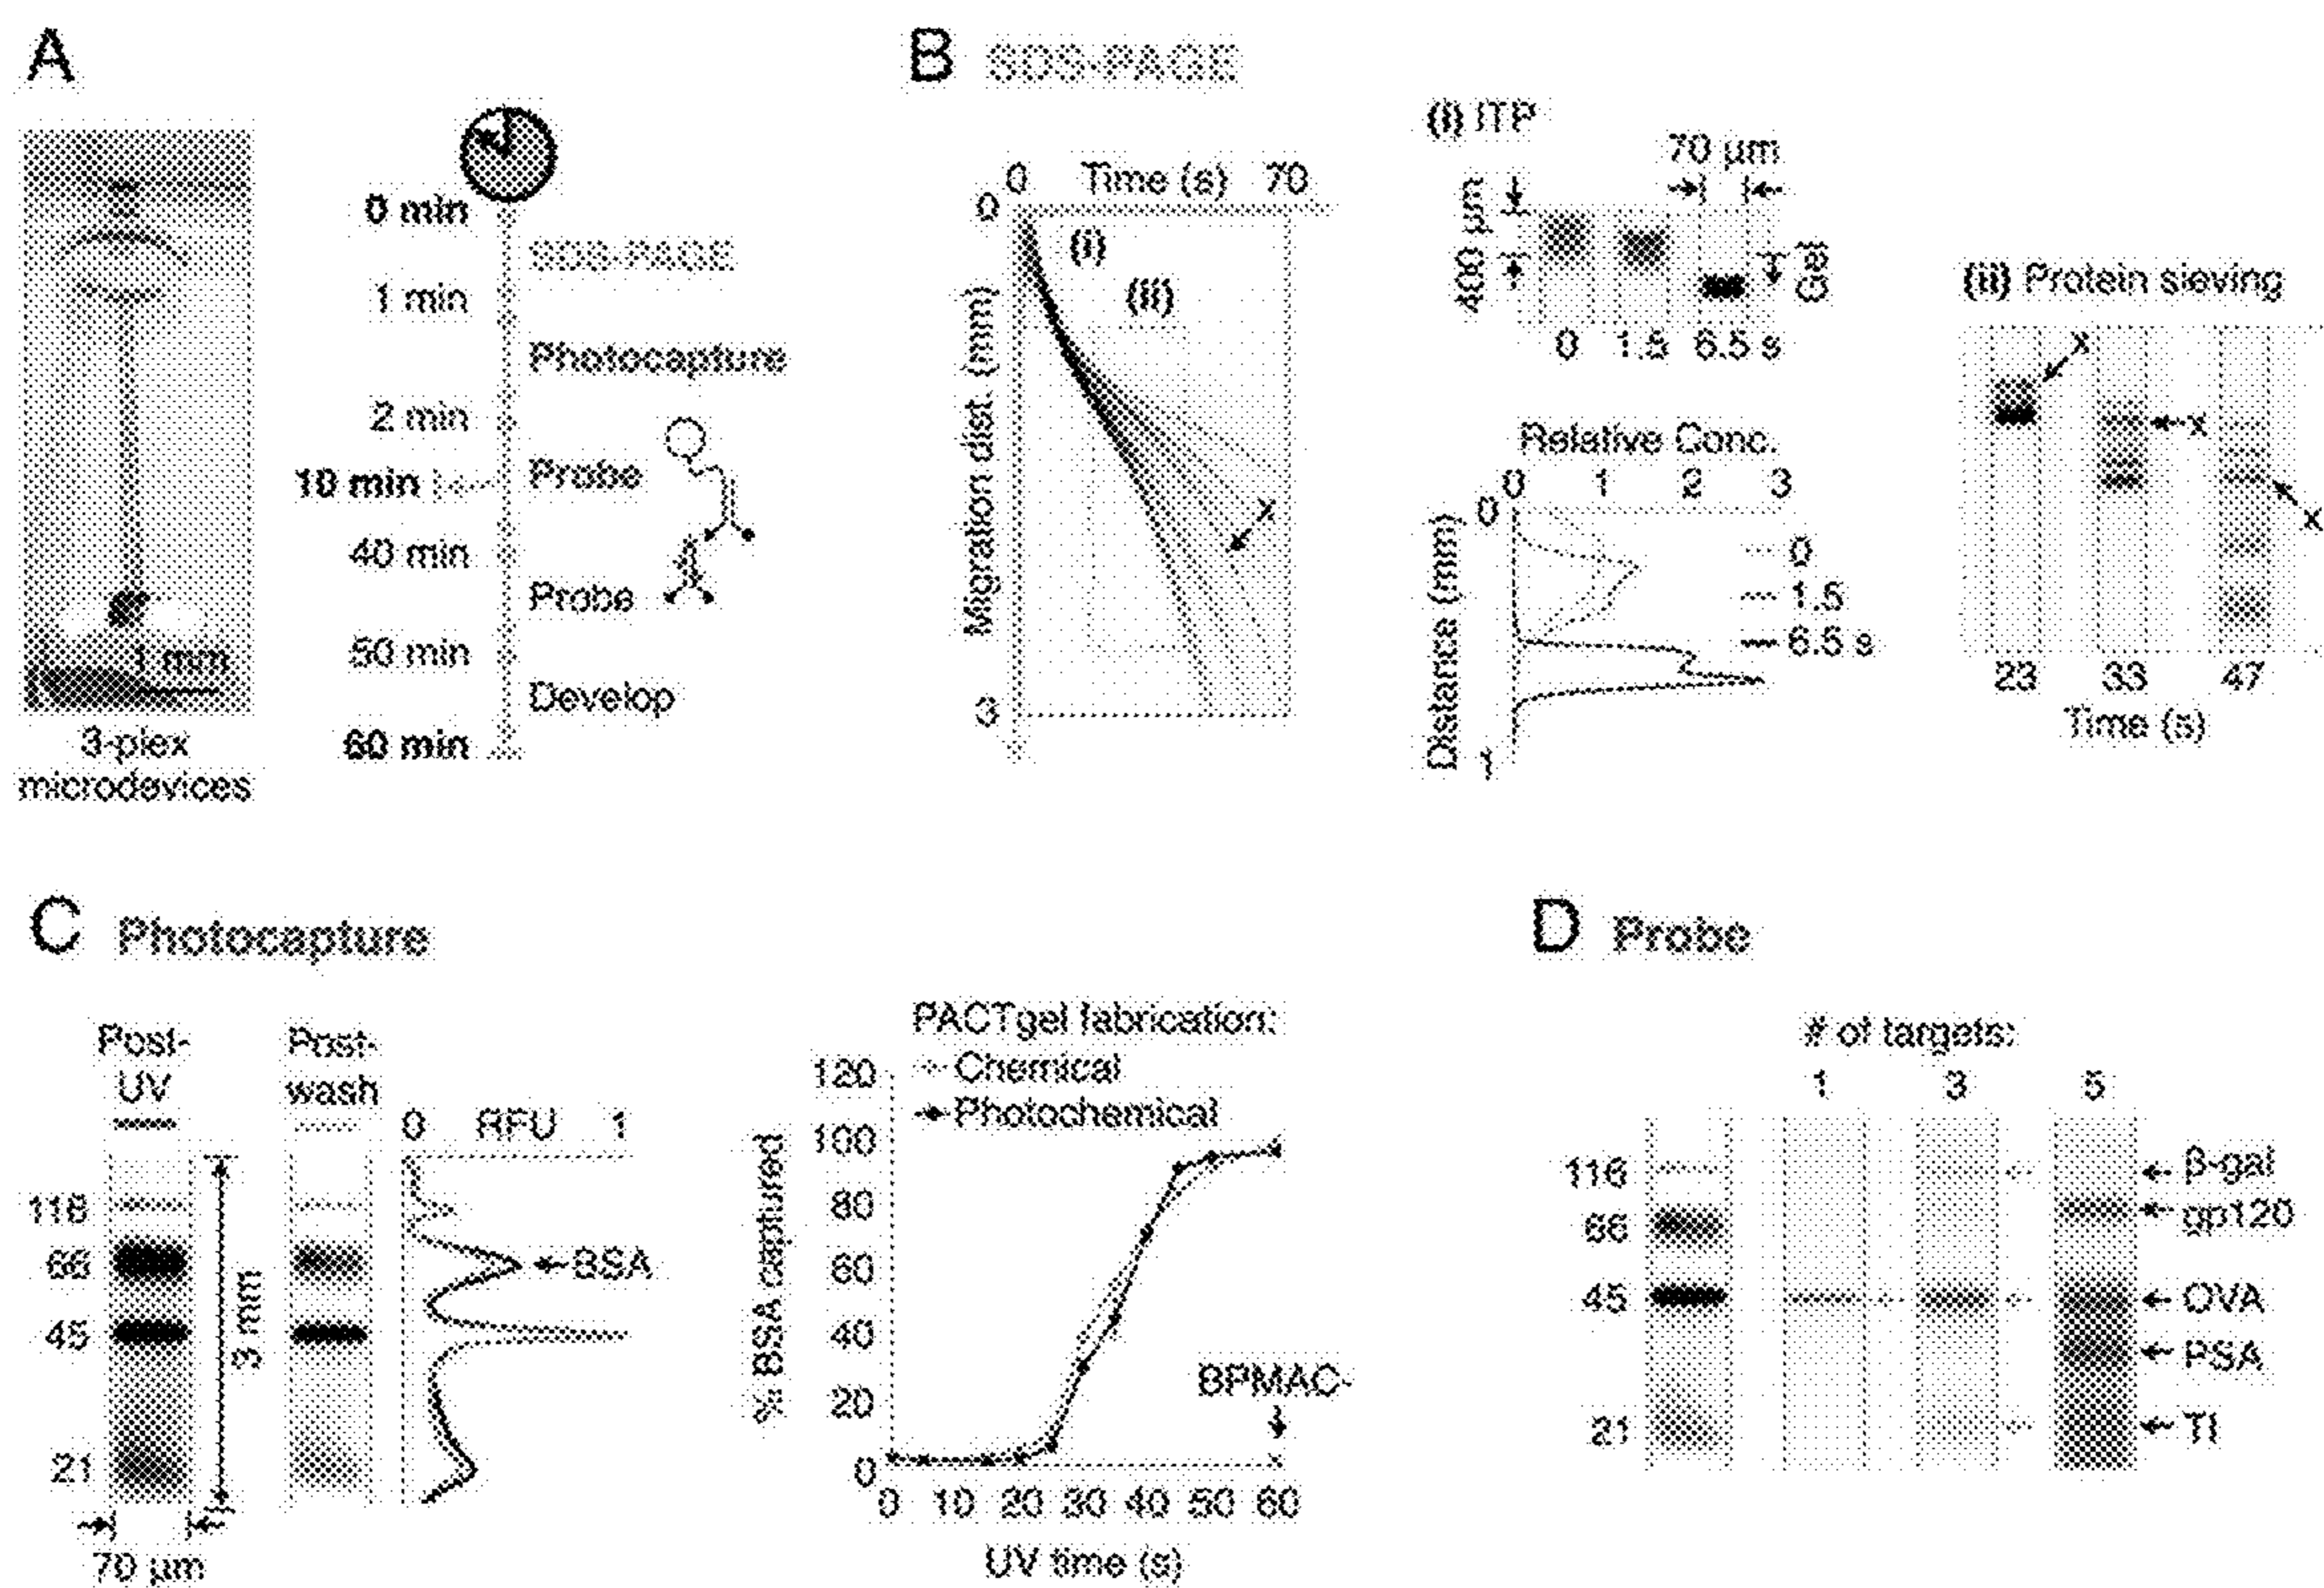 A
0 min
SDS-PAGE
1 min
Photocapture
2 min
Probe
10 min
40 min
Probe
50 min
Develop
60 min
1 mm
3-plex
microdevices
B SDS-PAGE
0 Time (s) 70
0
(i)
(ii)
Migration dist. (mm)
x
3
(i) ITP
70 µm
400 µm
Gel
0 1.5 6.5 s
Relative Conc.
0 1 2 3
0
Distance (mm)
0
1.5
6.5 s
1
(ii) Protein sieving
x
x
x
23 33 47
Time (s)
C Photocapture
Post-
UV
Post-
wash
0 RFU 1
116
66
45
21
3 mm
BSA
70 µm
PACTgel fabrication:
Chemical
Photochemical
% BSA captured
120
100
80
60
40
20
0
BPMAC-
0 10 20 30 40 50 60
UV time (s)
D Probe
# of targets:
1 3 5
116
66
45
21
β-gal
gp120
OVA
PSA
TI